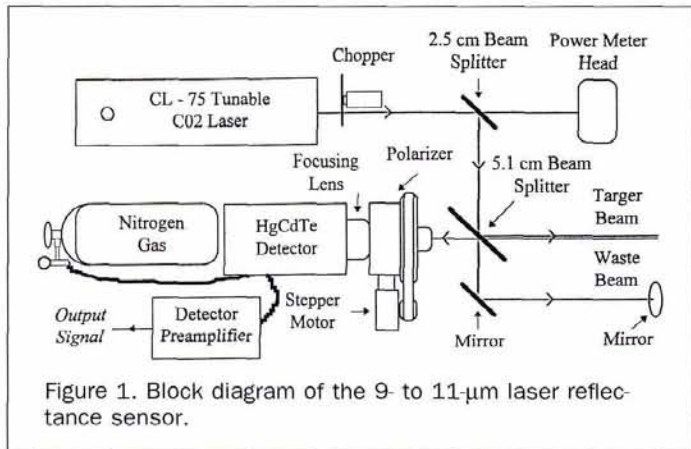 2.5 cm Beam
Splitter
Power Meter
Head
Chopper
CL - 75 Tunable
C02 Laser
Focusing
Lens
Polarizer
5.1 cm Beam
Splitter
Nitrogen
Gas
HgCdTe
Detector
Targer
Beam
Waste
Beam
Output
Signal
Detector
Preamplifier
Stepper
Motor
Mirror
Mirror
Figure 1. Block diagram of the 9- to 11-μm laser reflec-
tance sensor.